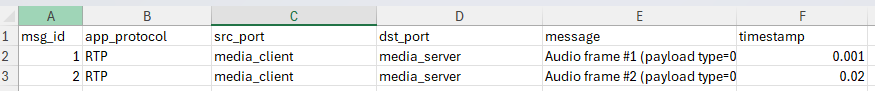 A B C D E F
1 msg_id app_protocol src_port dst_port message timestamp
2 1 RTP media_client media_server Audio frame #1 (payload type=0 0.001
3 2 RTP media_client media_server Audio frame #2 (payload type=0 0.02